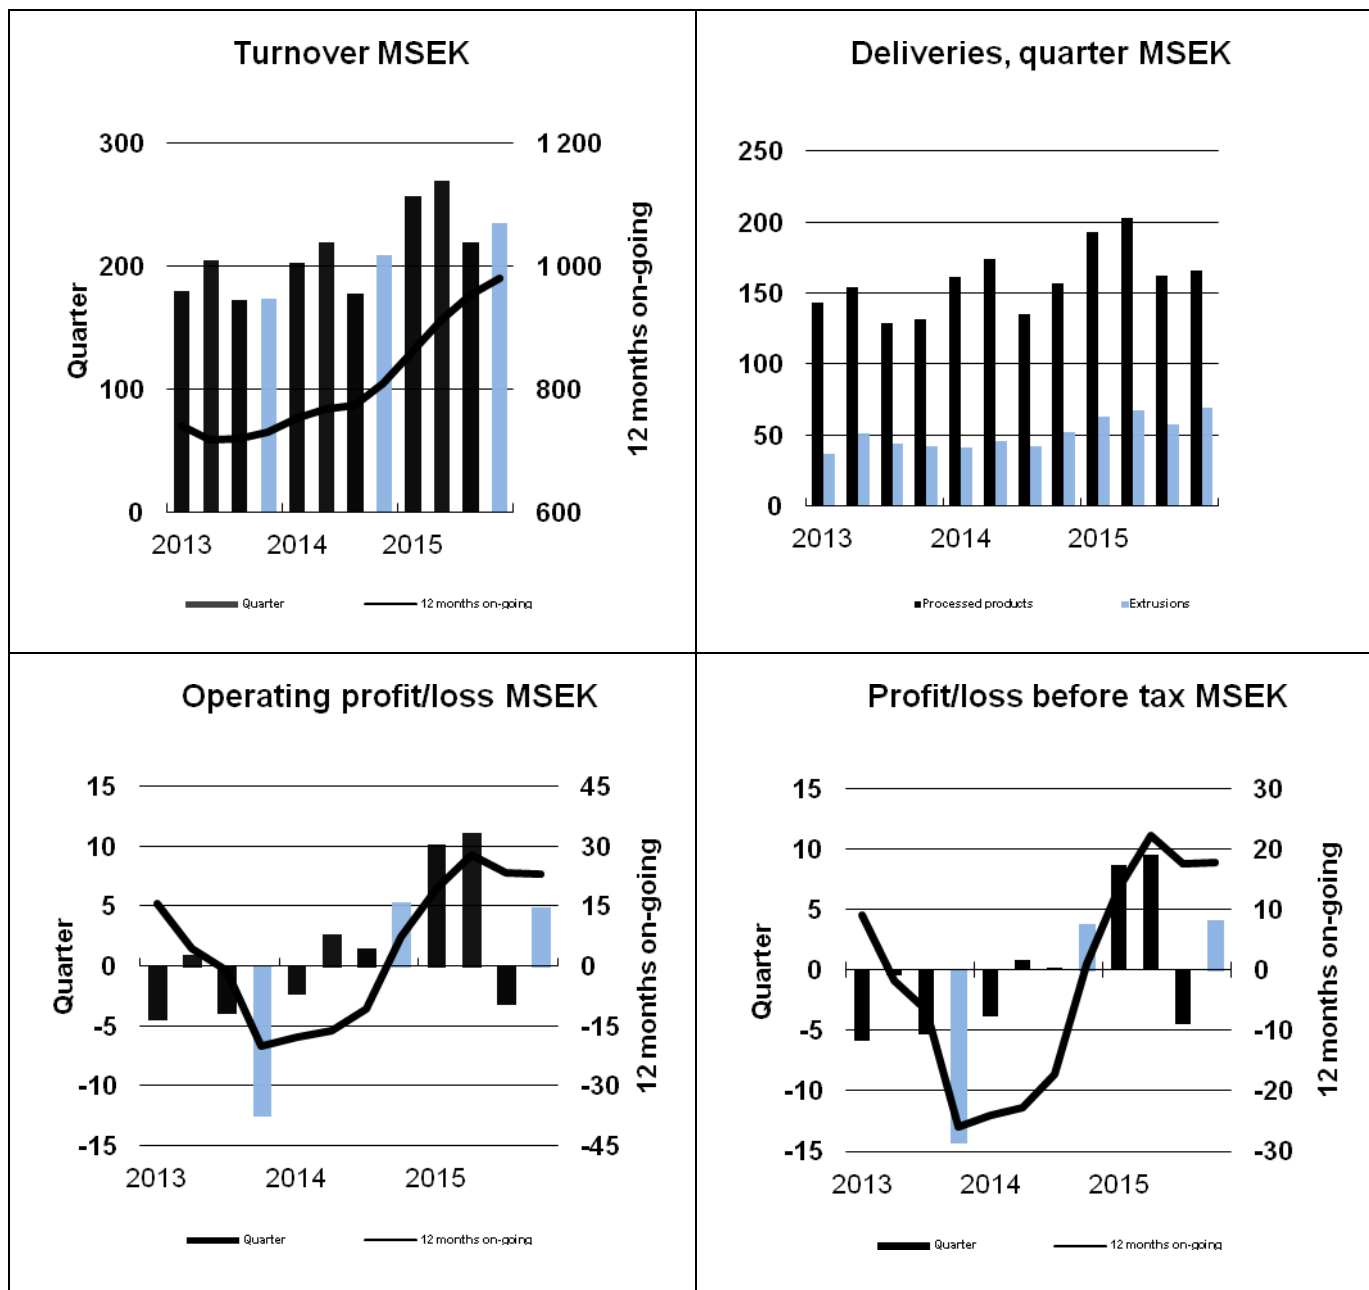 Turnover MSEK
300
200
100
0
Quarter
1 200
1 000
800
600
12 months on-going
2013 2014 2015
Quarter 12 months on-going
Deliveries, quarter MSEK
250
200
150
100
50
0
2013 2014 2015
Processed products Extrusions
Operating profit/loss MSEK
15
10
5
0
-5
-10
-15
Quarter
45
30
15
0
-15
-30
-45
12 months on-going
2013 2014 2015
Quarter 12 months on-going
Profit/loss before tax MSEK
15
10
5
0
-5
-10
-15
Quarter
30
20
10
0
-10
-20
-30
12 months on-going
2013 2014 2015
Quarter 12 months on-going